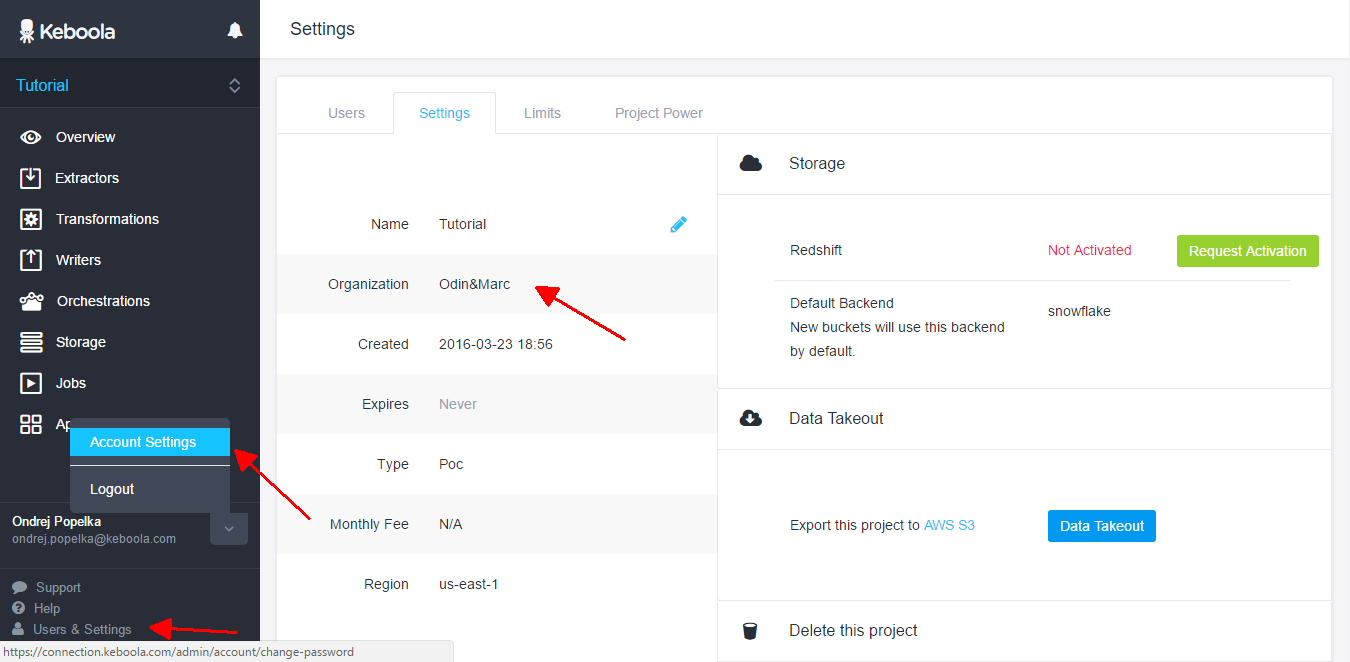 Keboola
Tutorial
Overview
Extractors
Transformations
Writers
Orchestrations
Storage
Jobs
Account Settings
Logout
Ondrej Popelka
ondrej.popelka@keboola.com
Support
Help
Users & Settings
https://connection.keboola.com/admin/account/change-password
Settings
Users
Settings
Limits
Project Power
Name Tutorial
Organization Odin&Marc
Created 2016-03-23 18:56
Expires Never
Type Poc
Monthly Fee N/A
Region us-east-1
Storage
Redshift Not Activated Request Activation
Default Backend snowflake
New buckets will use this backend
by default.
Data Takeout
Export this project to AWS S3 Data Takeout
Delete this project